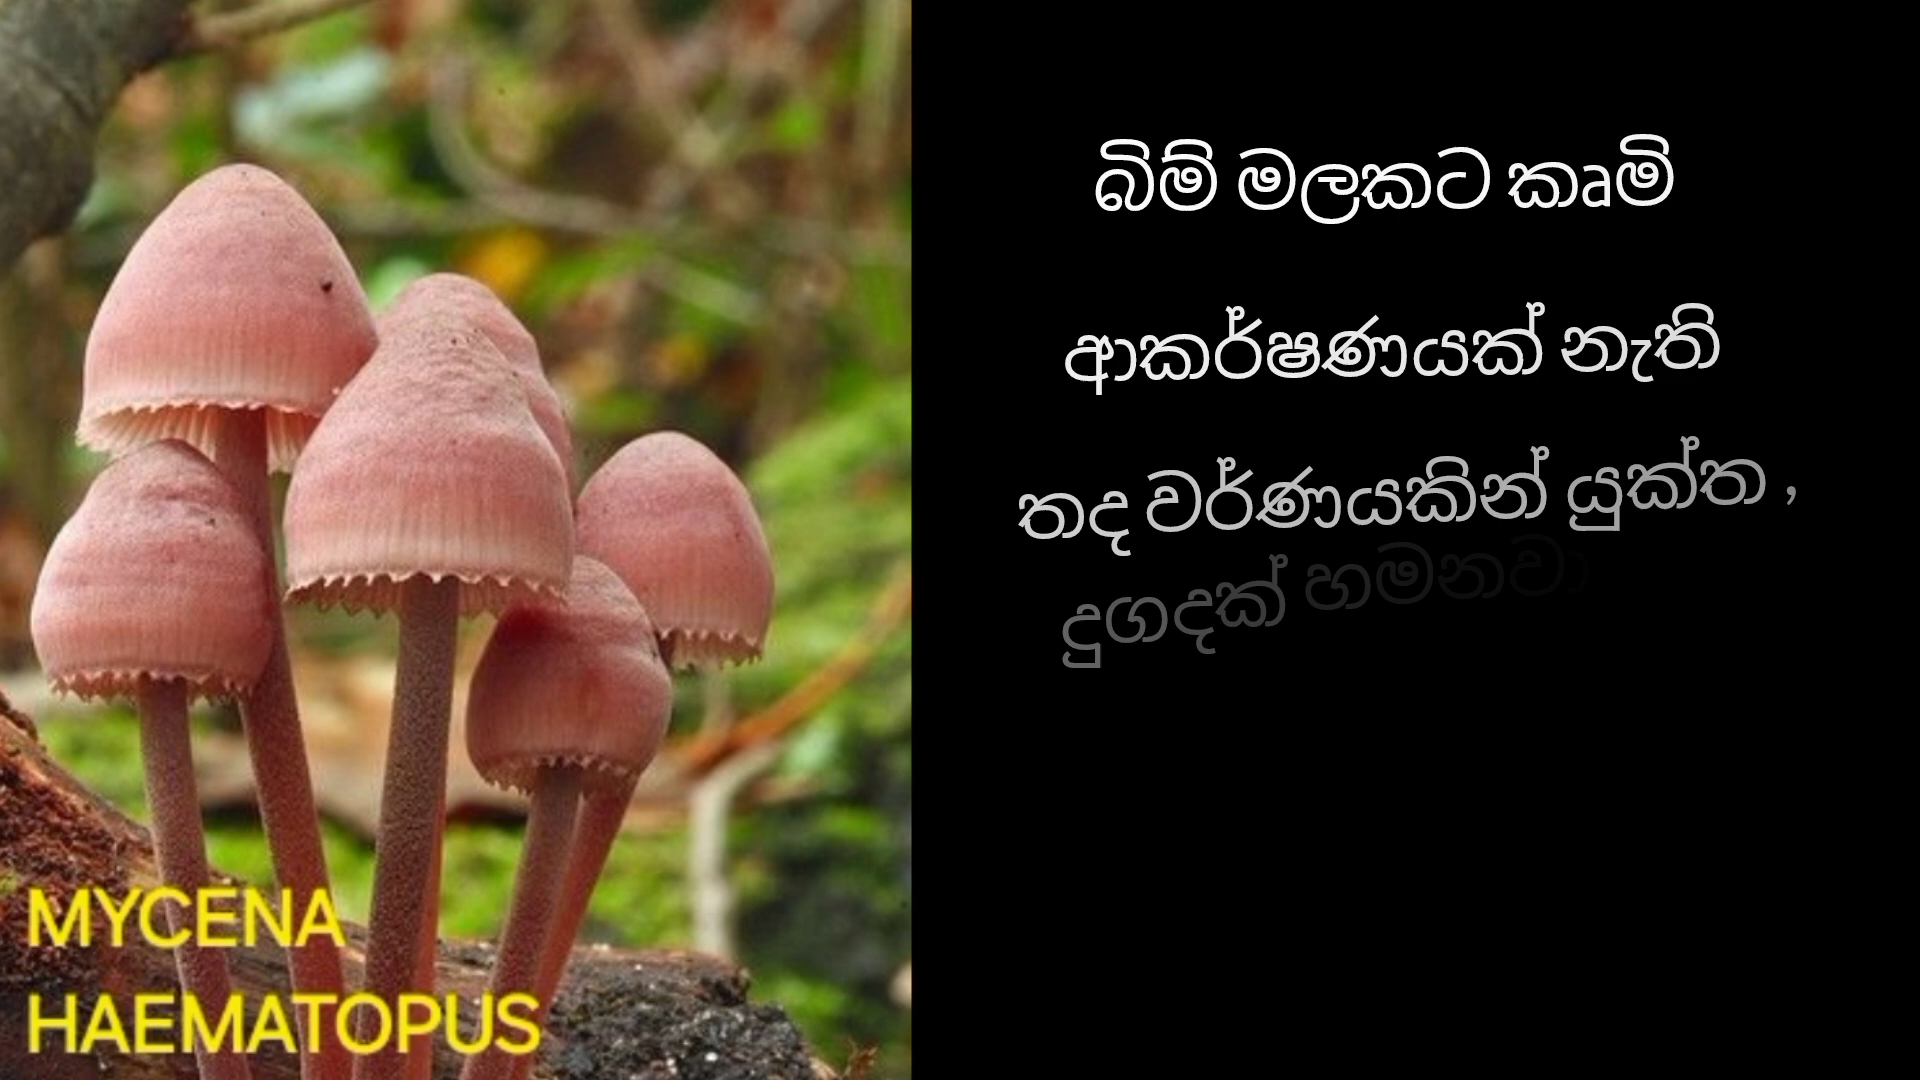 බිම් මලකට කෘමි
ආකර්ෂණයක් නැති
තද වර්ණයකින් යුක්ත ,
දුගදක් හමනවා
MYCENA
HAEMATOPUS